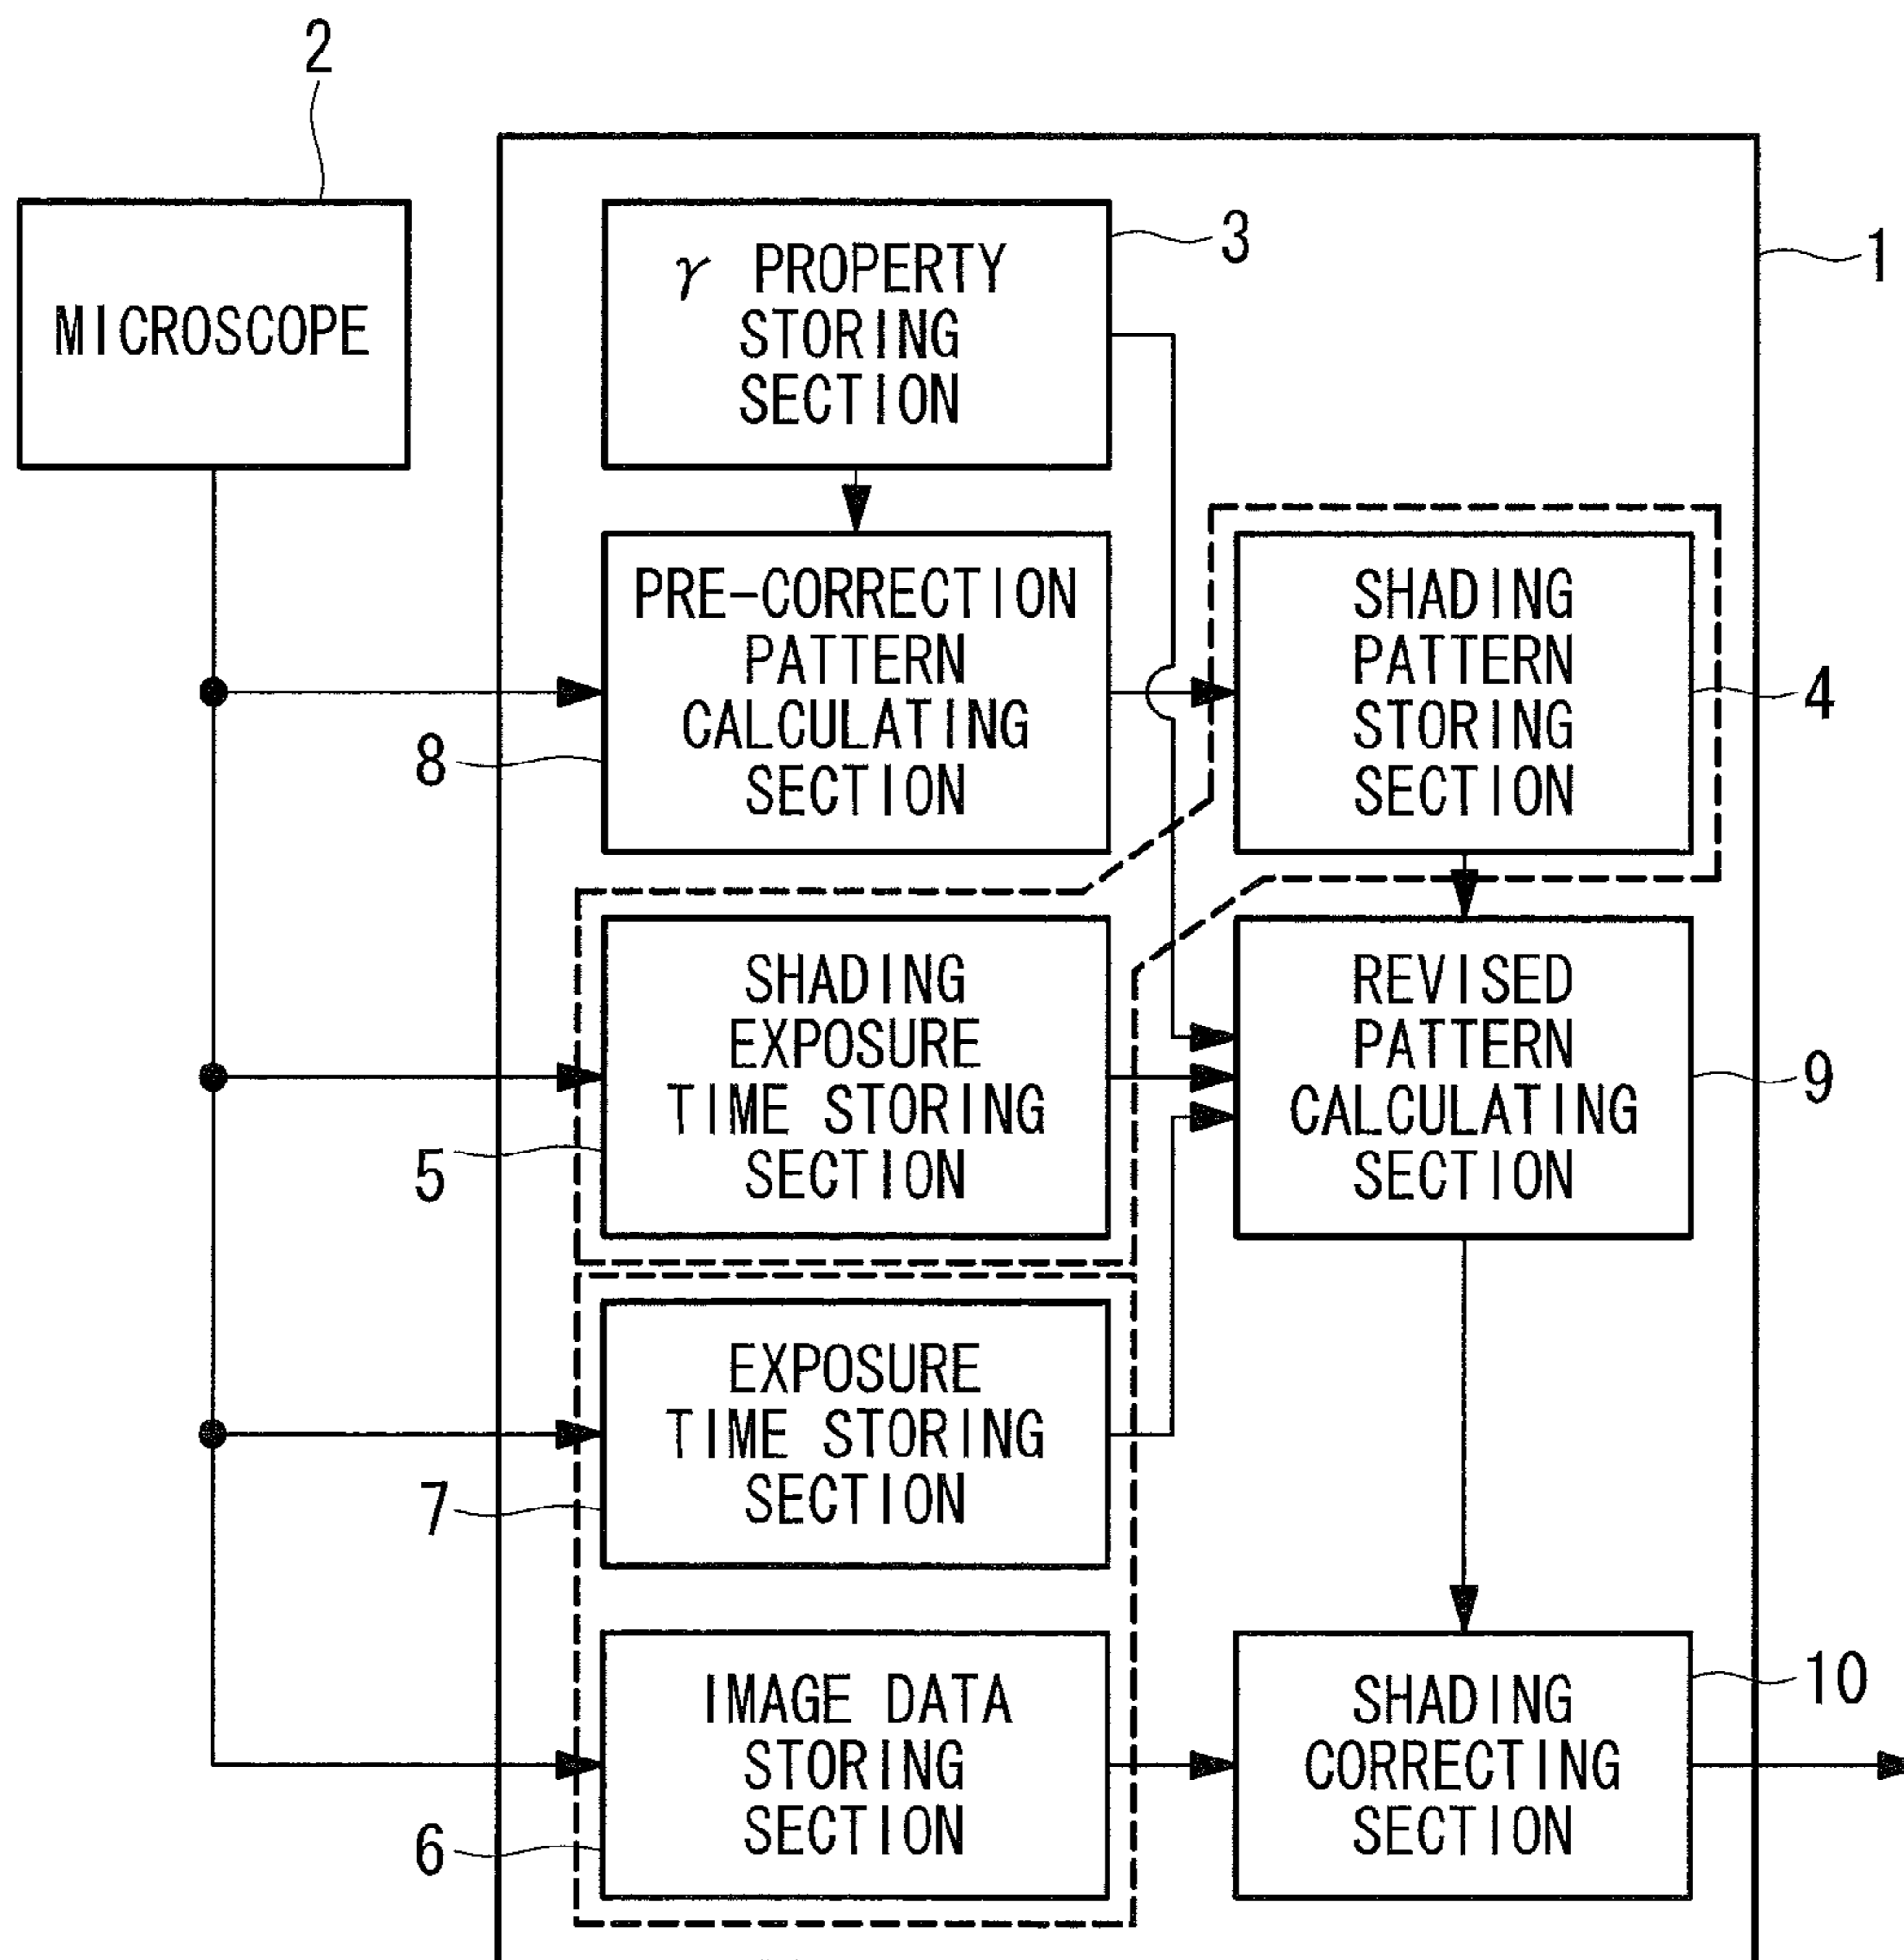 2
MICROSCOPE
γ PROPERTY
STORING
SECTION
3
1
PRE-CORRECTION
PATTERN
CALCULATING
SECTION
8
SHADING
PATTERN
STORING
SECTION
4
SHADING
EXPOSURE
TIME STORING
SECTION
5
REVISED
PATTERN
CALCULATING
SECTION
9
EXPOSURE
TIME STORING
SECTION
7
IMAGE DATA
STORING
SECTION
6
SHADING
CORRECTING
SECTION
10